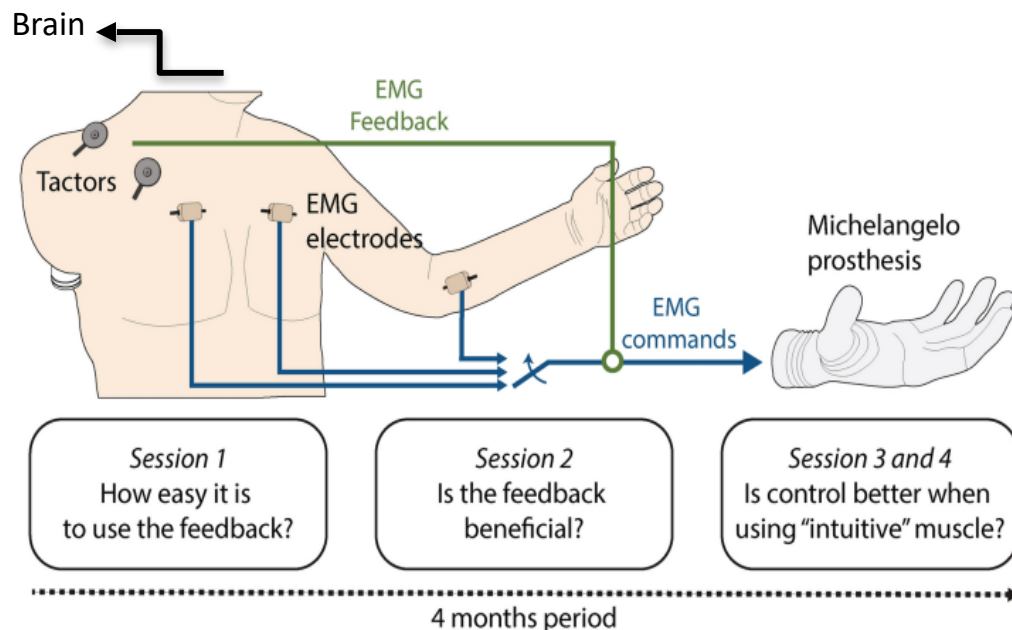 Brain
EMG
Feedback
Tactors
EMG
electrodes
Michelangelo
prosthesis
EMG
commands
Session 1
How easy it is
to use the feedback?
Session 2
Is the feedback
beneficial?
Session 3 and 4
Is control better when
using “intuitive” muscle?
4 months period